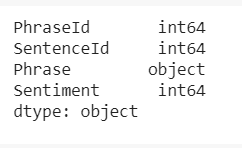 PhraseId int64
SentenceId int64
Phrase object
Sentiment int64
dtype: object